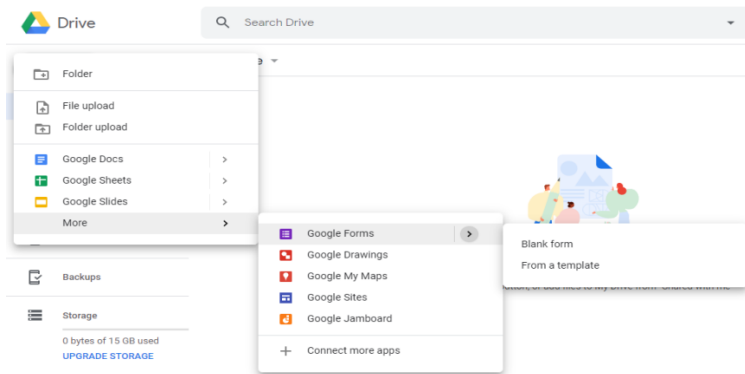 Drive
Search Drive
Folder
File upload
Folder upload
Google Docs
Google Sheets
Google Slides
More
Google Forms
Google Drawings
Google My Maps
Google Sites
Google Jamboard
Connect more apps
Blank form
From a template
Backups
Storage
0 bytes of 15 GB used
UPGRADE STORAGE